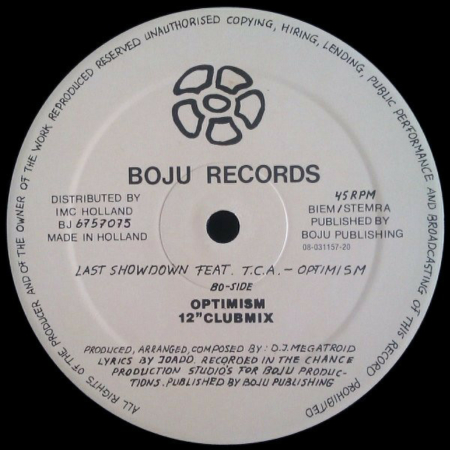 ALL RIGHTS OF THE PRODUCER AND OF THE OWNER OF THE WORK REPRODUCED RESERVED UNAUTHORISED COPYING, HIRING, LENDING, PUBLIC PERFORMANCE AND BROADCASTING OF THIS RECORD PROHIBITED
BOJU RECORDS
DISTRIBUTED BY
IMC HOLLAND
BJ 6757075
MADE IN HOLLAND
45 RPM
BIEM/STEMRA
PUBLISHED BY
BOJU PUBLISHING
08-031157-20
LAST SHOWDOWN FEAT. T.C.A. - OPTIMISM
BO-SIDE
OPTIMISM
12" CLUBMIX
PRODUCED, ARRANGED, COMPOSED BY: D.J. MEGATROID
LYRICS BY JOADO. RECORDED IN THE CHANCE
PRODUCTION STUDIO'S FOR BOJU PRODUC-
TIONS. PUBLISHED BY BOJU PUBLISHING